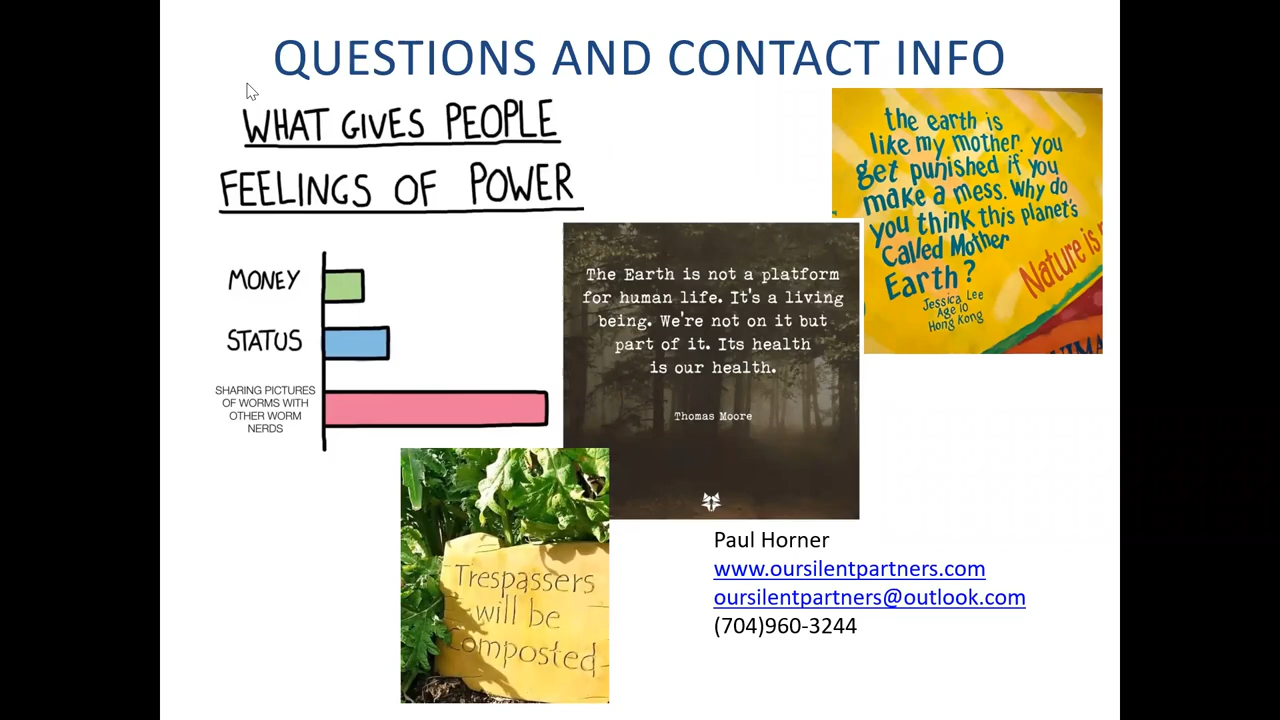 QUESTIONS AND CONTACT INFO
WHAT GIVES PEOPLE
FEELINGS OF POWER
MONEY
STATUS
SHARING PICTURES
OF WORMS WITH
OTHER WORM
NERDS
the earth is
like my mother. you
get punished if you
make a mess. Why do
you think this planet's
Called Mother
Earth?
Jessica Lee
Age 10
Hong Kong
Nature is
The Earth is not a platform
for human life. It's a living
being. We're not on it but
part of it. Its health
is our health.
Thomas Moore
Trespassers
will be
Composted
Paul Horner
www.oursilentpartners.com
oursilentpartners@outlook.com
(704)960-3244